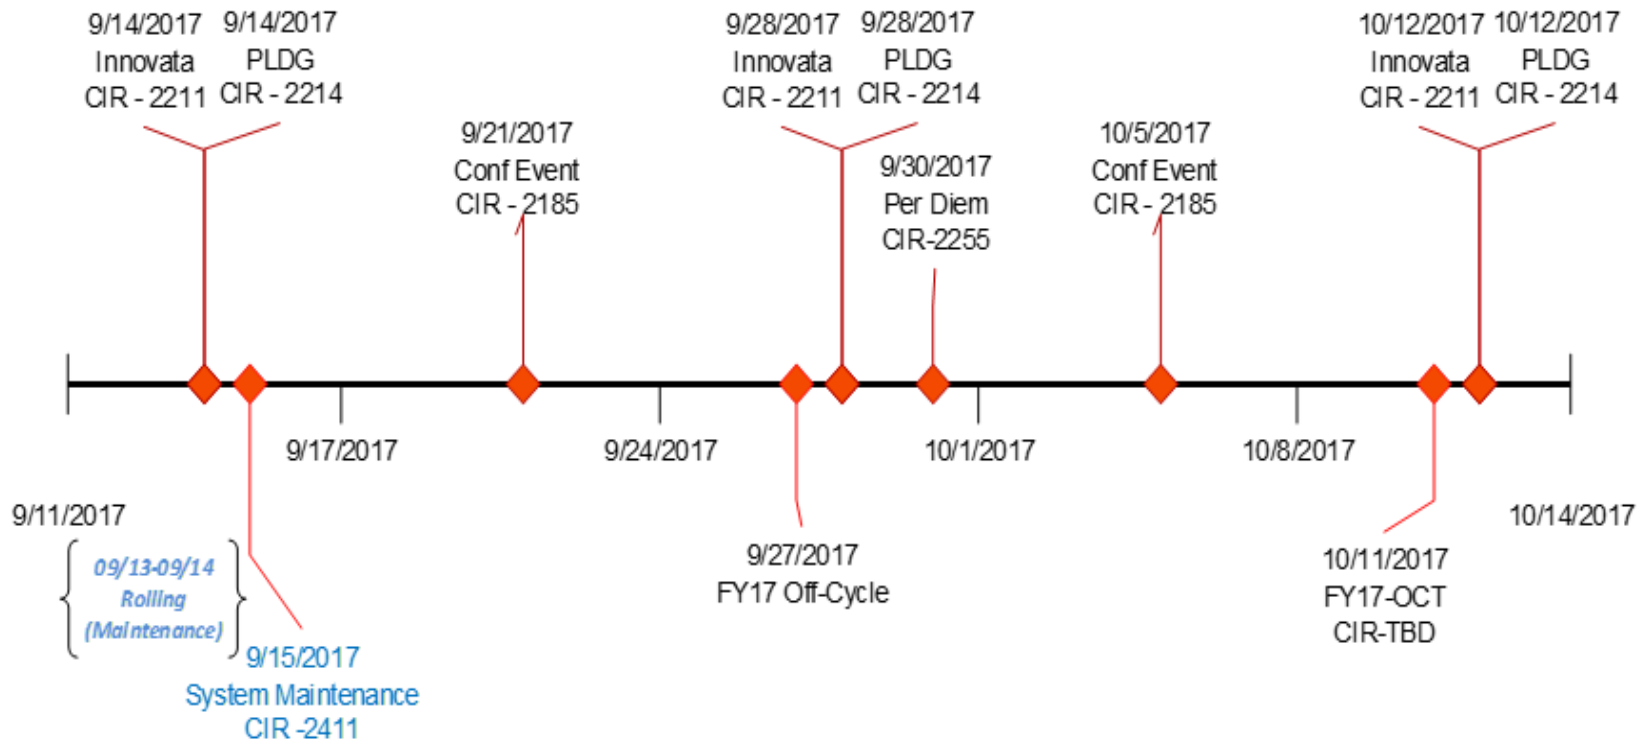 9/14/2017
Innovata
CIR - 2211
9/14/2017
PLDG
CIR - 2214
9/21/2017
Conf Event
CIR - 2185
9/28/2017
Innovata
CIR - 2211
9/28/2017
PLDG
CIR - 2214
9/30/2017
Per Diem
CIR-2255
10/5/2017
Conf Event
CIR - 2185
10/12/2017
Innovata
CIR - 2211
10/12/2017
PLDG
CIR - 2214
9/17/2017
9/24/2017
10/1/2017
10/8/2017
9/11/2017
10/14/2017
09/13-09/14
Rolling
(Maintenance)
9/15/2017
System Maintenance
CIR -2411
9/27/2017
FY17 Off-Cycle
10/11/2017
FY17-OCT
CIR-TBD